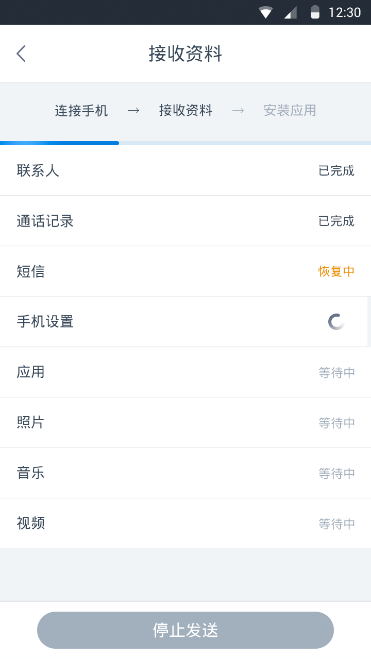 12:30
接收资料
连接手机 → 接收资料 → 安装应用
联系人 已完成
通话记录 已完成
短信 恢复中
手机设置
应用 等待中
照片 等待中
音乐 等待中
视频 等待中
停止发送